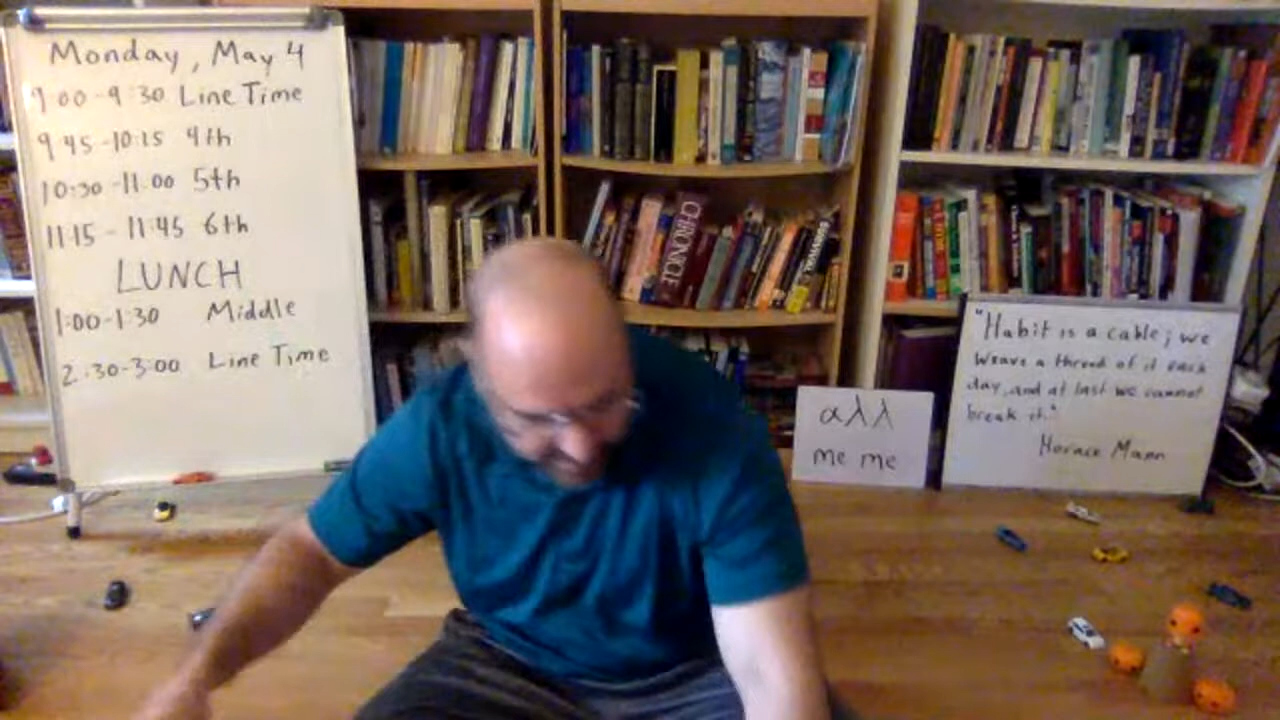 Monday, May 4
9:00-9:30 Line Time
9:45-10:15 4th
10:30-11:00 5th
11:15-11:45 6th
LUNCH
1:00-1:30 Middle
2:30-3:00 Line Time
CHRONICLE
αλλ
me me
"Habit is a cable; we
weave a thread of it each
day, and at last we cannot
break it."
Horace Mann